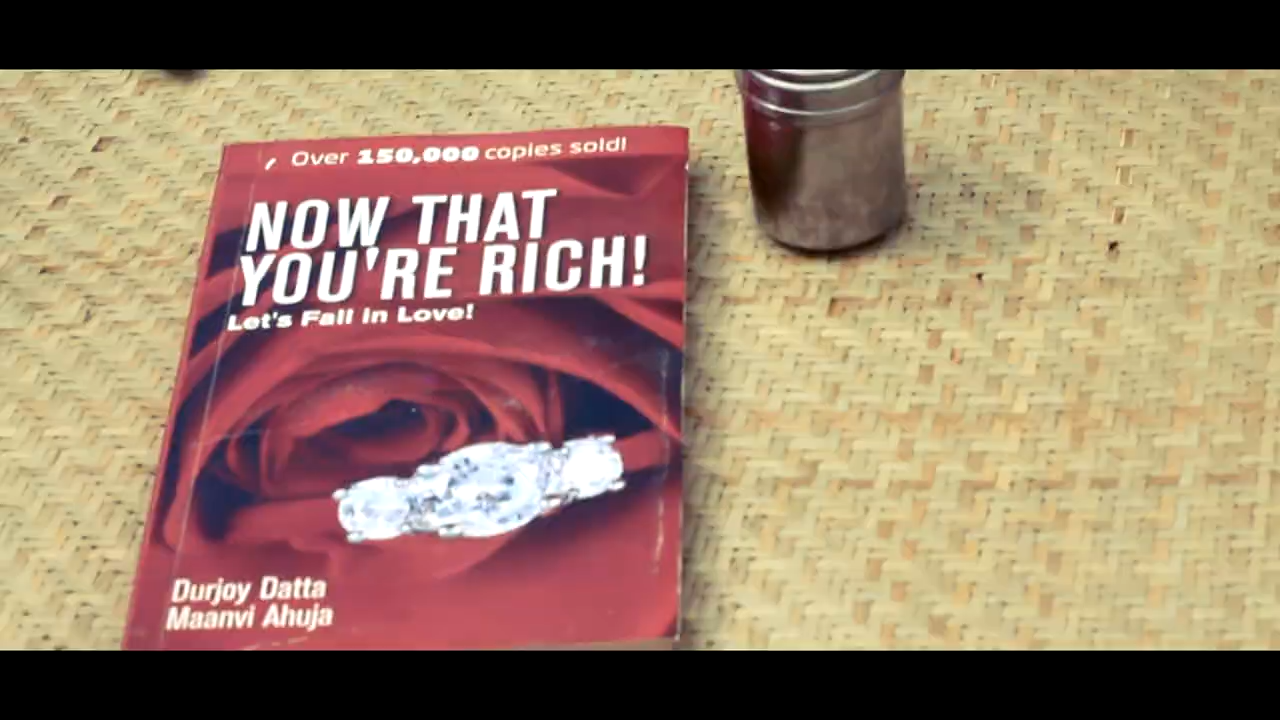 Over 150,000 copies sold!
NOW THAT
YOU'RE RICH!
Let's Fall in Love!
Durjoy Datta
Maanvi Ahuja